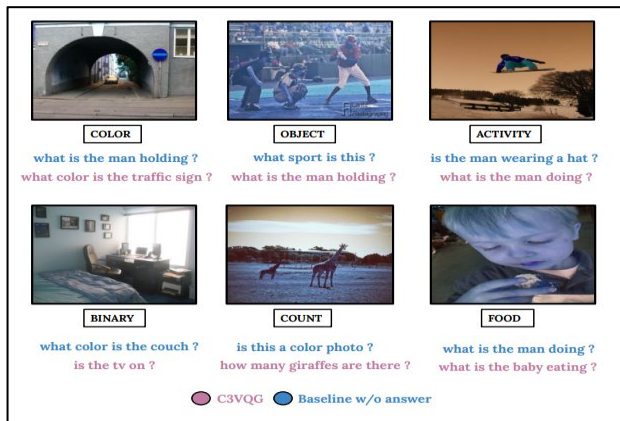 COLOR
what is the man holding ?
what color is the traffic sign ?
OBJECT
what sport is this ?
what is the man holding ?
ACTIVITY
is the man wearing a hat ?
what is the man doing ?
BINARY
what color is the couch ?
is the tv on ?
COUNT
is this a color photo ?
how many giraffes are there ?
FOOD
what is the man doing ?
what is the baby eating ?
C3VQG
Baseline w/o answer